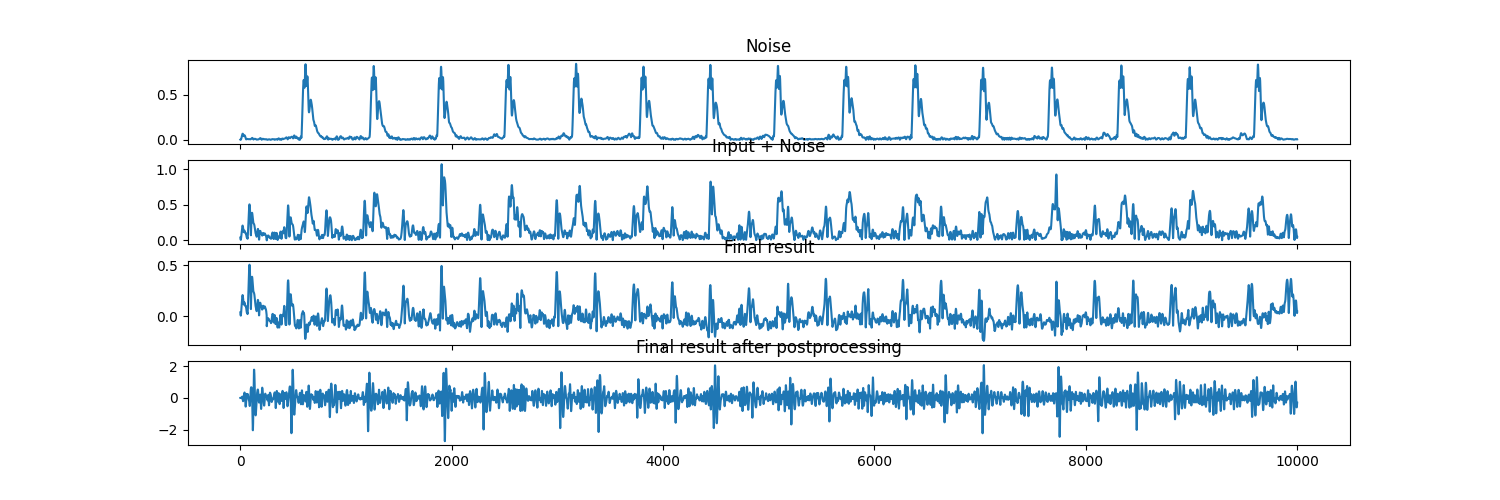 Noise
0.5
0.0
Input + Noise
1.0
0.5
0.0
Final result
0.5
0.0
Final result after postprocessing
2
0
−2
0 2000 4000 6000 8000 10000